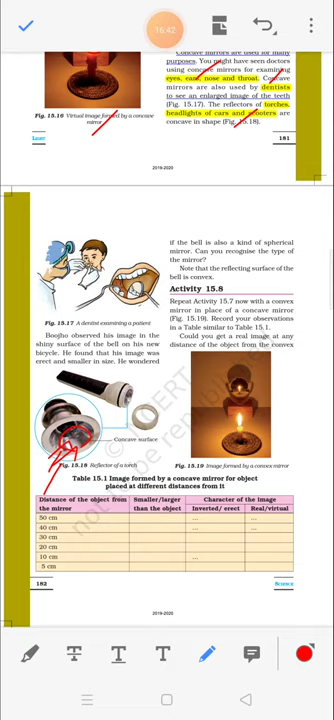 16:42
Concave mirrors are used for many
purposes. You might have seen doctors
using concave mirrors for examining
eyes, ears, nose and throat. Concave
mirrors are also used by dentists
to see an enlarged image of the teeth
(Fig. 15.17). The reflectors of torches,
headlights of cars and scooters are
concave in shape (Fig. 15.18).
Fig. 15.16 Virtual image formed by a concave
mirror
LIGHT
181
2019-2020
Fig. 15.17 A dentist examining a patient
Boojho observed his image in the
shiny surface of the bell on his new
bicycle. He found that his image was
erect and smaller in size. He wondered
if the bell is also a kind of spherical
mirror. Can you recognise the type of
the mirror?
Note that the reflecting surface of the
bell is convex.
Activity 15.8
Repeat Activity 15.7 now with a convex
mirror in place of a concave mirror
(Fig. 15.19). Record your observations
in a Table similar to Table 15.1.
Could you get a real image at any
distance of the object from the convex
Concave surface
Fig. 15.18 Reflector of a torch
Fig. 15.19 Image formed by a convex mirror
Table 15.1 Image formed by a concave mirror for object
placed at different distances from it
Distance of the object from the mirror Smaller/larger than the object Character of the image
Inverted/ erect Real/virtual
50 cm ... ...
40 cm ... ...
30 cm
20 cm
10 cm ...
5 cm
182
SCIENCE
2019-2020
T T T